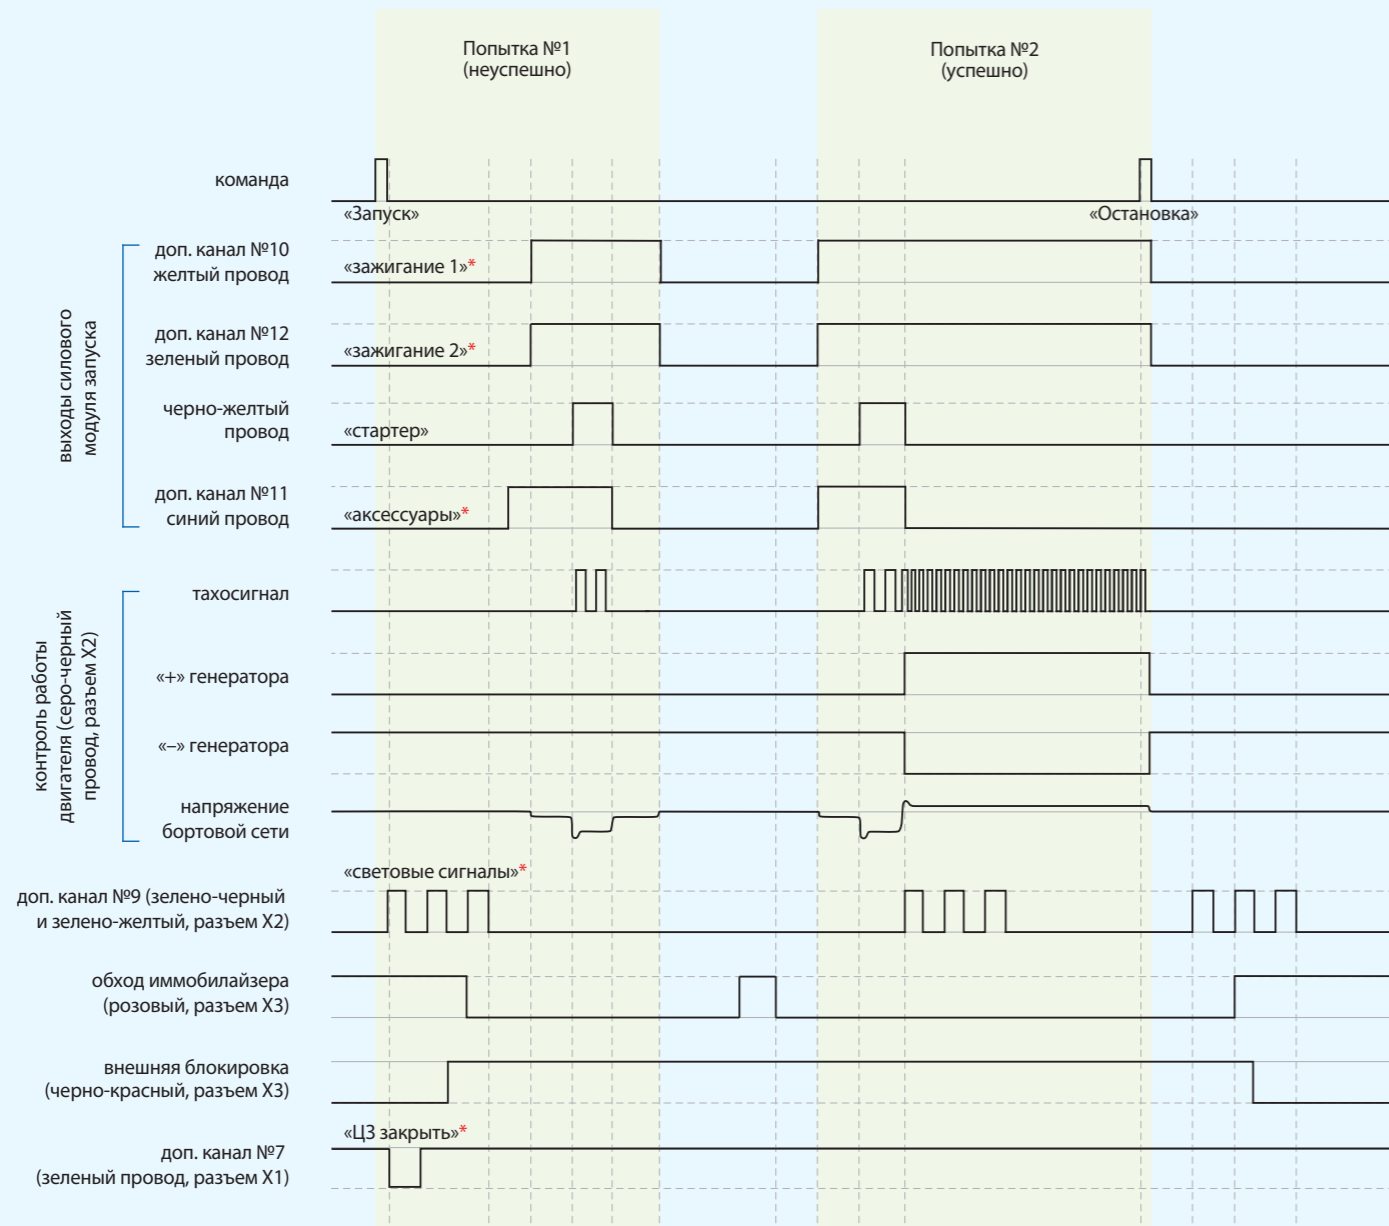 Попытка №1
(неуспешно)
Попытка №2
(успешно)
команда
«Запуск»
«Остановка»
выходы силового
модуля запуска
доп. канал №10
желтый провод
«зажигание 1»*
доп. канал №12
зеленый провод
«зажигание 2»*
черно-желтый
провод
«стартер»
доп. канал №11
синий провод
«аксессуары»*
контроль работы
двигателя (серо-черный
провод, разъем X2)
тахосигнал
«+» генератора
«–» генератора
напряжение
бортовой сети
«световые сигналы»*
доп. канал №9 (зелено-черный
и зелено-желтый, разъем X2)
обход иммобилайзера
(розовый, разъем X3)
внешняя блокировка
(черно-красный, разъем X3)
«ЦЗ закрыть»*
доп. канал №7
(зеленый провод, разъем X1)